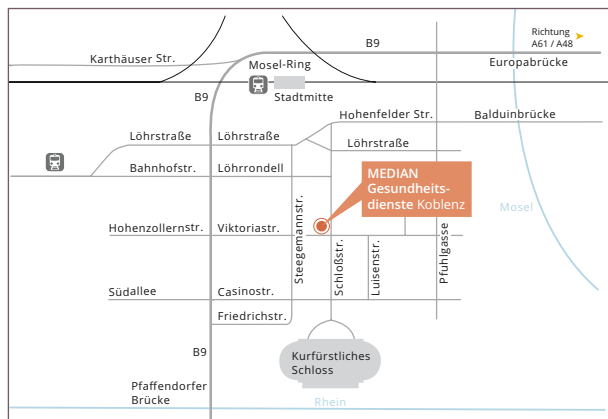 Richtung
A61 / A48
B9
Karthäuser Str.
Mosel-Ring
Europabrücke
B9
Stadtmitte
Hohenfelder Str.
Balduinbrücke
Löhrstraße
Löhrstraße
Löhrstraße
Bahnhofstr.
Löhrrondell
MEDIAN
Gesundheits-
dienste Koblenz
Mosel
Hohenzollernstr.
Viktoriastr.
Steegemannstr.
Schloßstr.
Luisenstr.
Pfuhlgasse
Südallee
Casinostr.
Friedrichstr.
B9
Kurfürstliches
Schloss
Pfaffendorfer
Brücke
Rhein